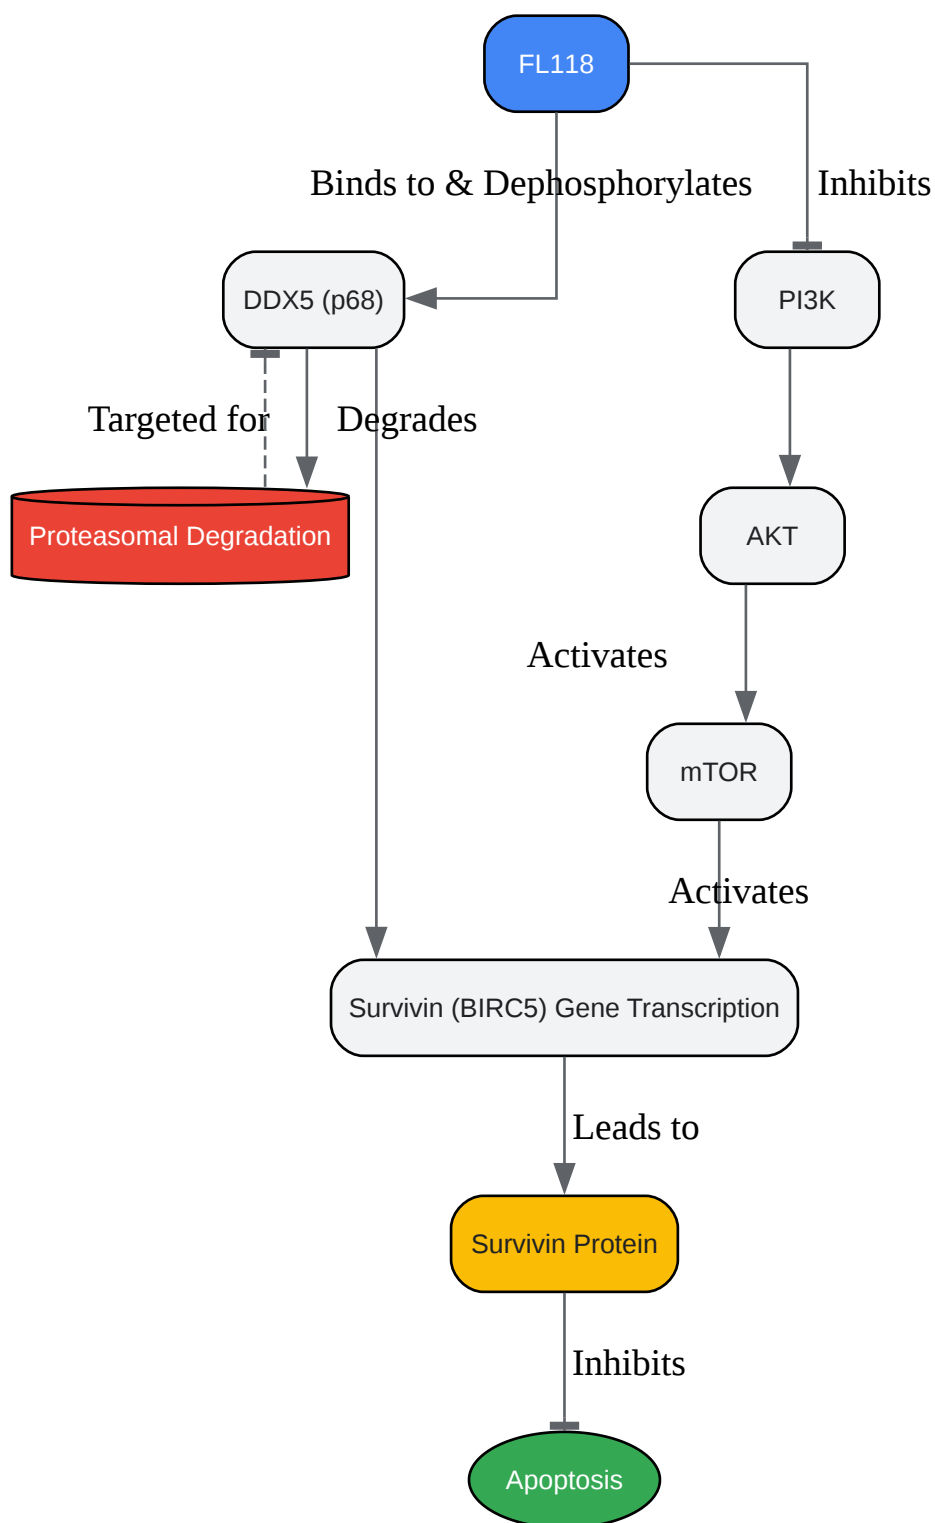 FL118
Binds to & Dephosphorylates
Inhibits
DDX5 (p68)
PI3K
Targeted for
Degrades
Proteasomal Degradation
AKT
Activates
mTOR
Activates
Survivin (BIRC5) Gene Transcription
Leads to
Survivin Protein
Inhibits
Apoptosis